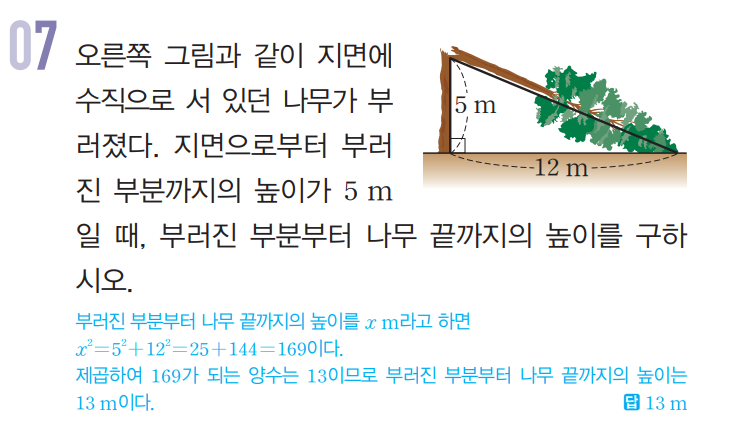 07
오른쪽 그림과 같이 지면에
수직으로 서 있던 나무가 부
러졌다. 지면으로부터 부러
진 부분까지의 높이가 5 m
일 때, 부러진 부분부터 나무 끝까지의 높이를 구하
시오.
5 m
12 m
부러진 부분부터 나무 끝까지의 높이를 x m라고 하면
x²=5²+12²=25+144=169이다.
제곱하여 169가 되는 양수는 13이므로 부러진 부분부터 나무 끝까지의 높이는
13 m이다.
답 13 m